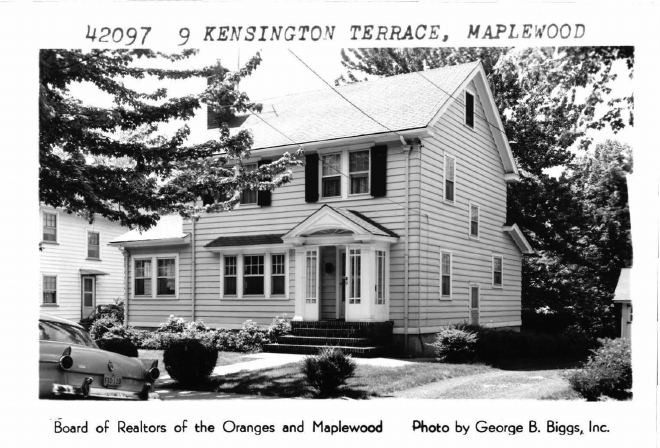 42097 9 KENSINGTON TERRACE, MAPLEWOOD
Board of Realtors of the Oranges and Maplewood Photo by George B. Biggs, Inc.